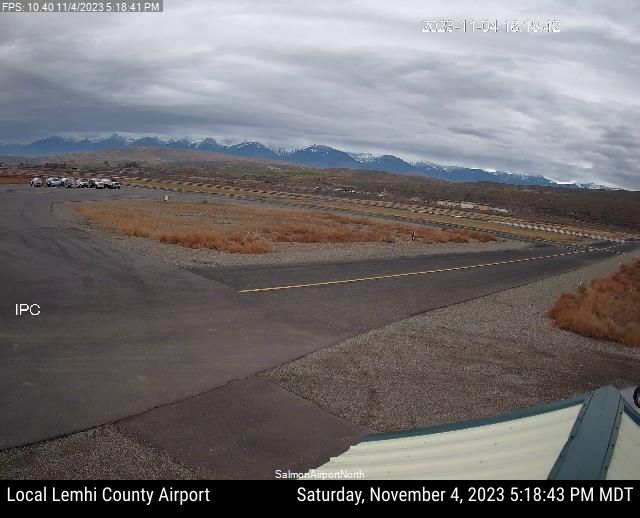 FPS: 10.40 11/4/2023 5:18:41 PM
2023-11-04 18:18:42
IPC
SalmonAirportNorth
Local Lemhi County Airport
Saturday, November 4, 2023 5:18:43 PM MDT